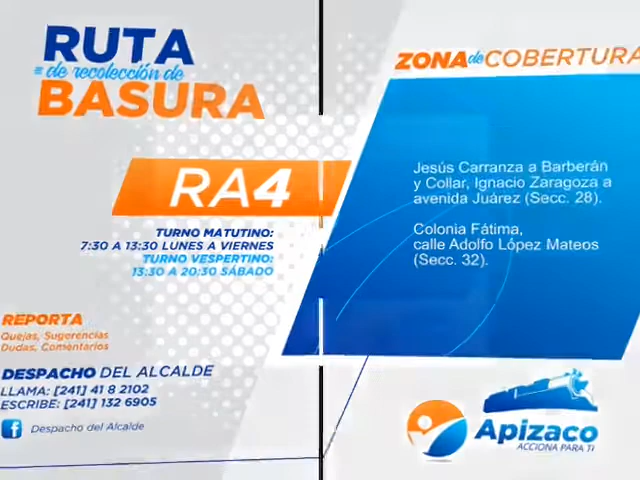 RUTA
de recolección de
BASURA
RA4
TURNO MATUTINO:
7:30 A 13:30 LUNES A VIERNES
TURNO VESPERTINO:
13:30 A 20:30 SÁBADO
REPORTA
Quejas, Sugerencias
Dudas, Comentarios
DESPACHO DEL ALCALDE
LLAMA: [241] 41 8 2102
ESCRIBE: [241] 132 6905
f Despacho del Alcalde
ZONA de COBERTURA
Jesús Carranza a Barberán
y Collar, Ignacio Zaragoza a
avenida Juárez (Secc. 28).
Colonia Fátima,
calle Adolfo López Mateos
(Secc. 32).
Apizaco
ACCIONA PARA TI